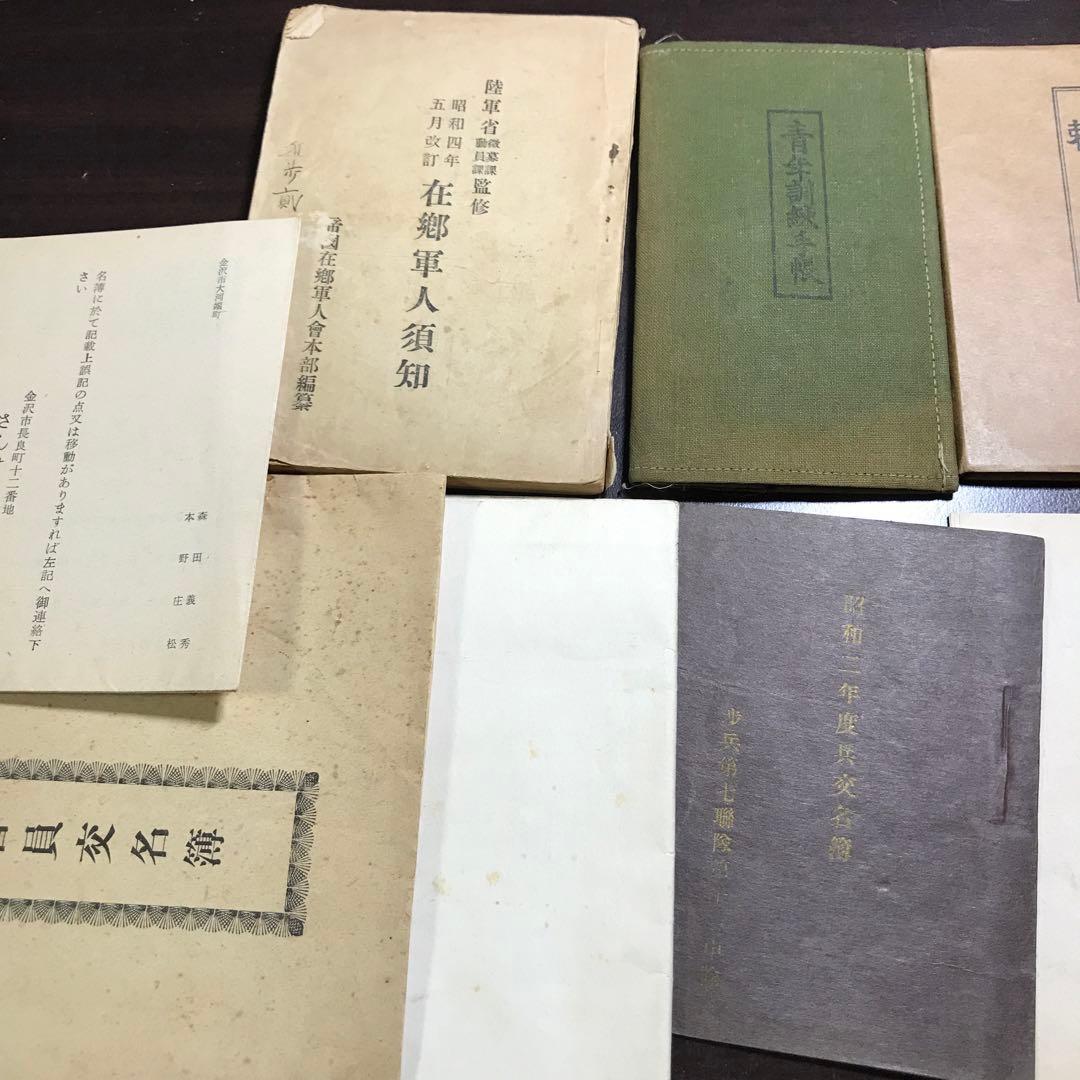 陸軍省徴募課動員課監修
昭和四年
五月改訂
在鄉軍人須知
帝國在鄉軍人會本部編纂
青年訓練手帳
金沢市大河端町
名簿に於て記載上誤記の点又は移動がありますれば左記へ御連絡下
さい
金沢市長良町十二番地
森田義秀
本野庄松
員交名簿
昭和二年度兵交名簿
歩兵第七聯隊第